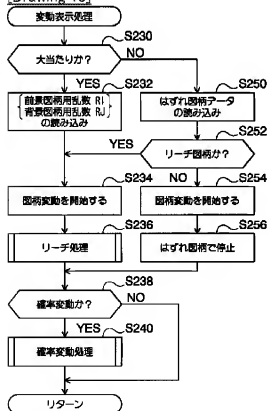 変動表示処理
S230
大当たりか?
NO
YES
S232
S250
前景図柄用乱数 RI
背景図柄用乱数 RJ
の読み込み
はずれ図柄データ
の読み込み
S252
YES
リーチ図柄か?
S234
NO
S254
図柄変動を開始する
図柄変動を開始する
S236
S256
リーチ処理
はずれ図柄で停止
S238
確率変動か?
NO
YES
S240
確率変動処理
リターン